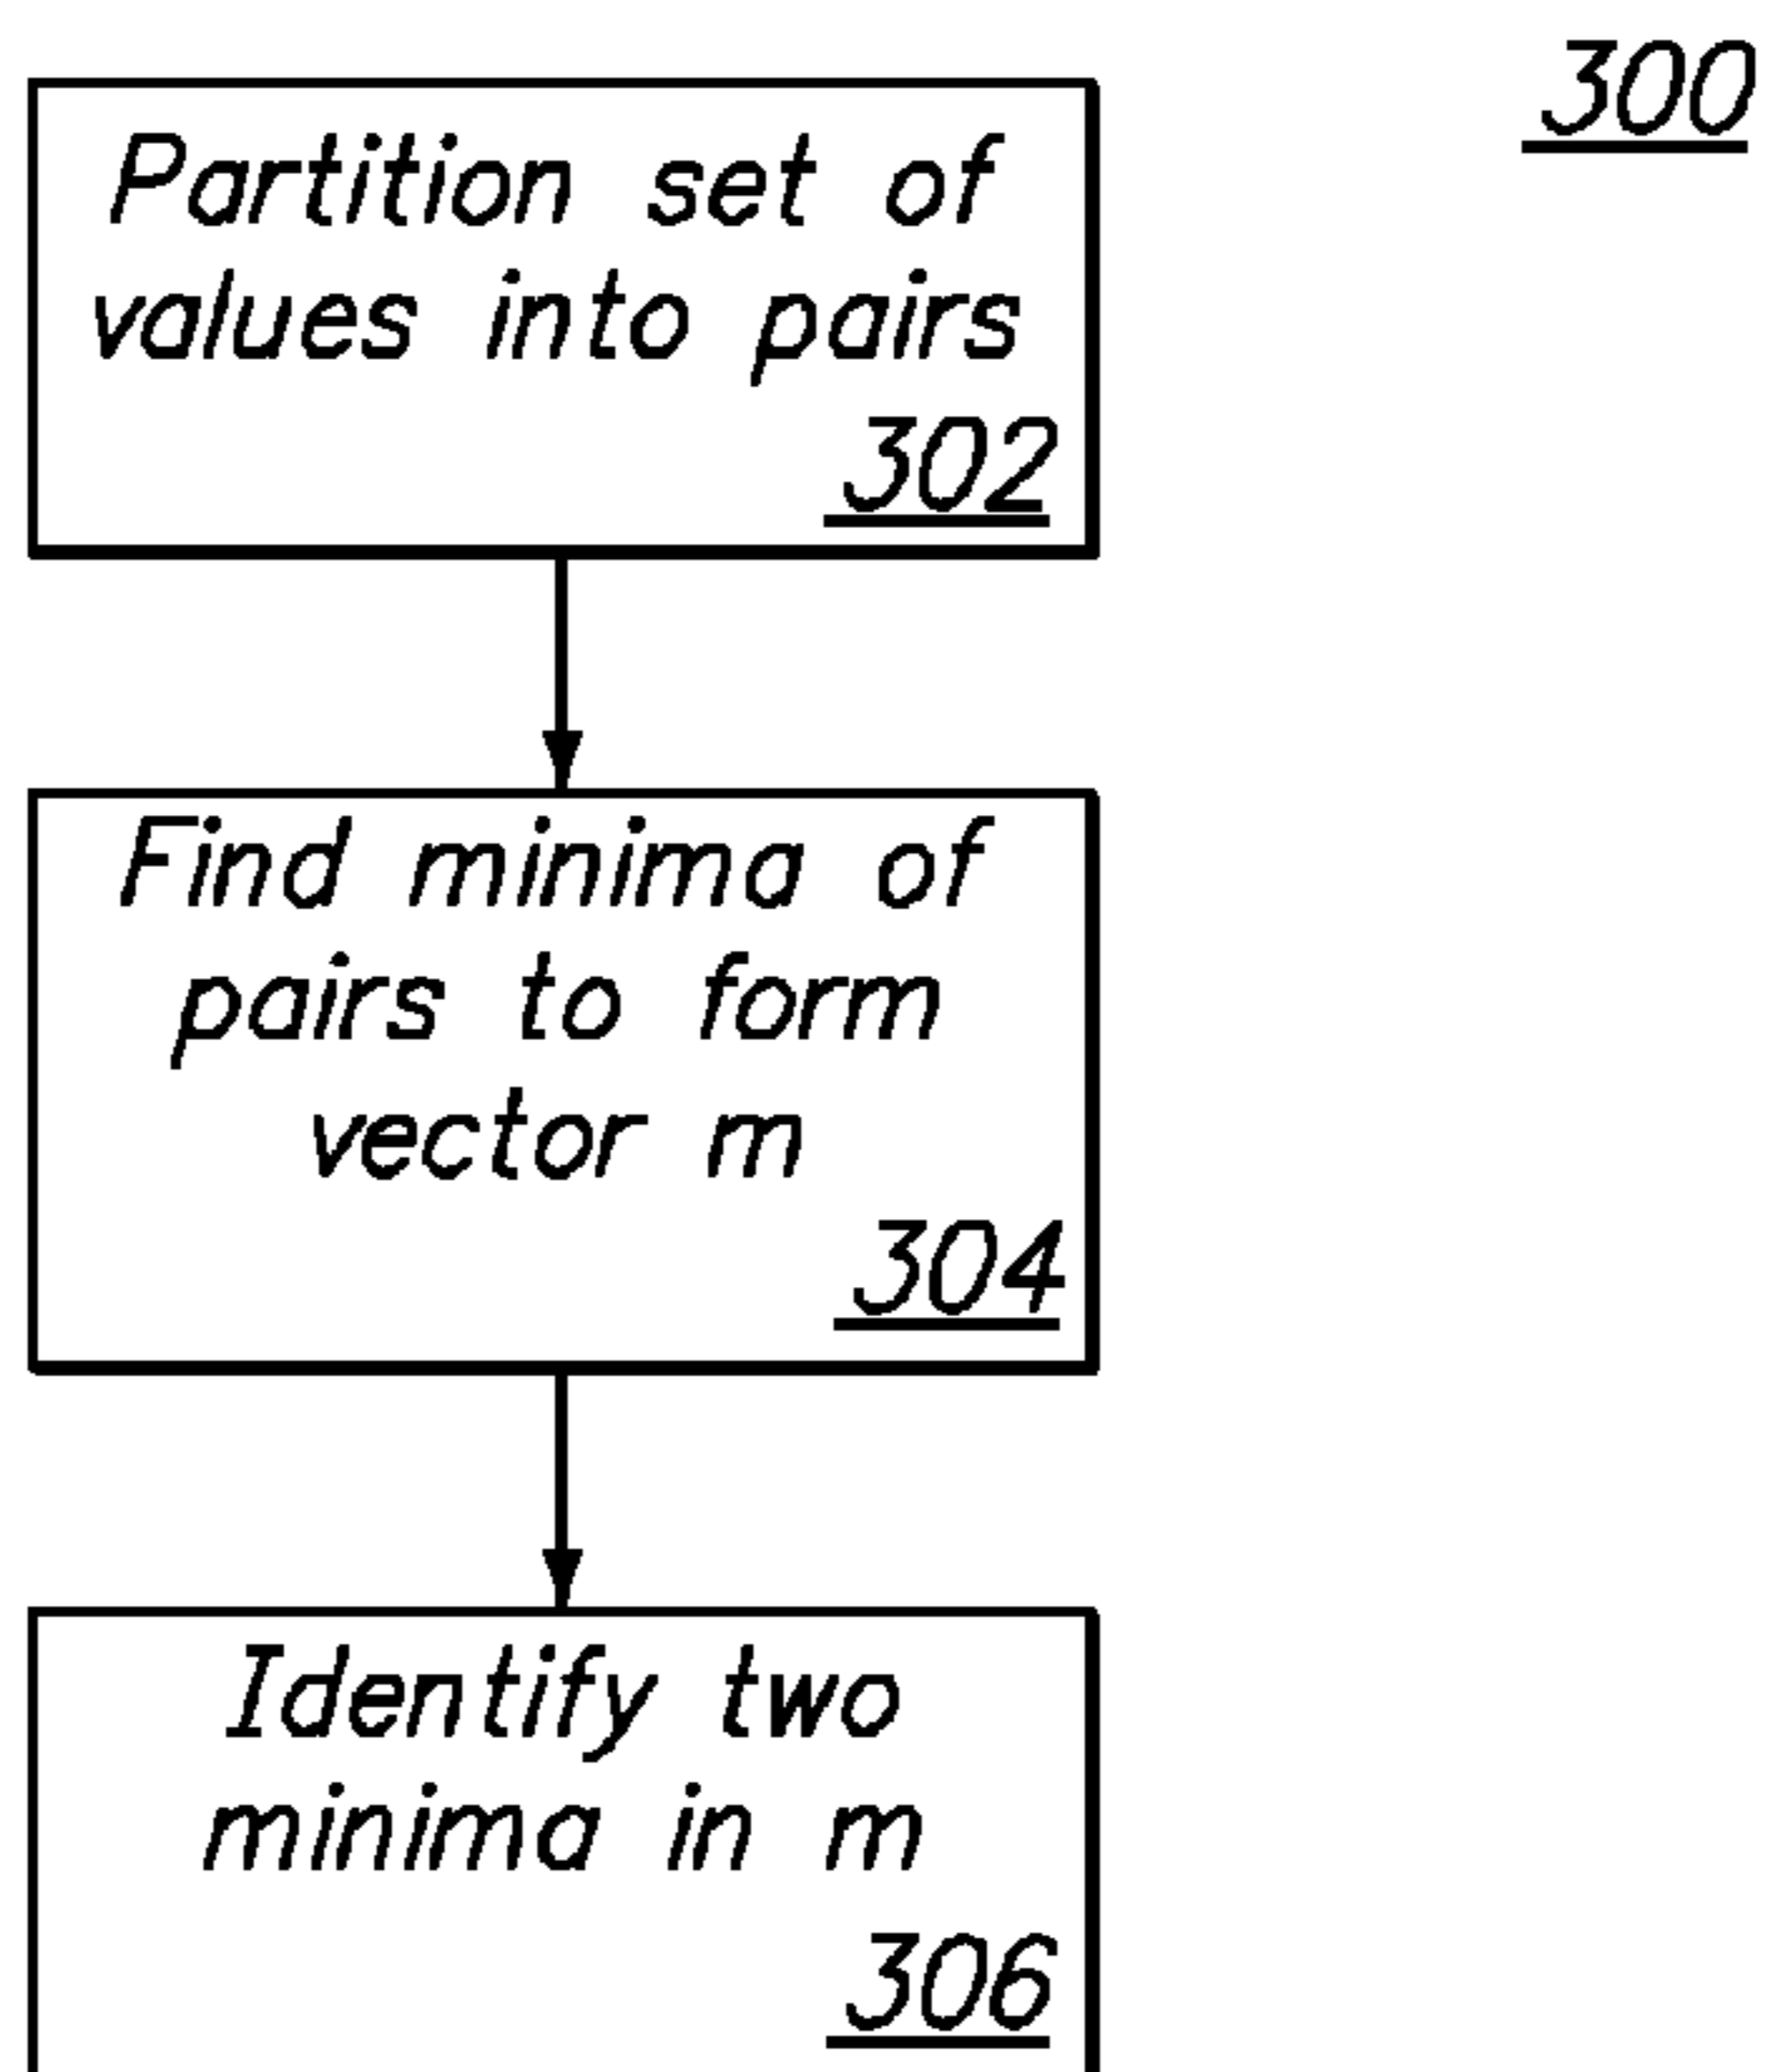 300
Partition set of
values into pairs
302
Find minima of
pairs to form
vector m
304
Identify two
minima in m
306